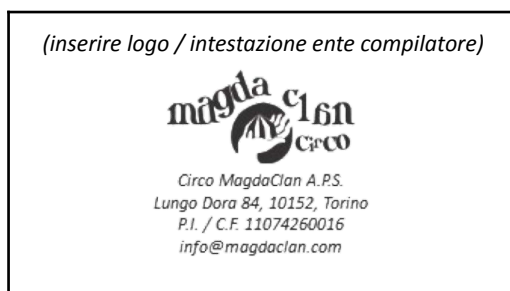 (inserire logo / intestazione ente compilatore)
magda clan
circo
Circo MagdaClan A.P.S.
Lungo Dora 84, 10152, Torino
P.I. / C.F. 11074260016
info@magdaclan.com